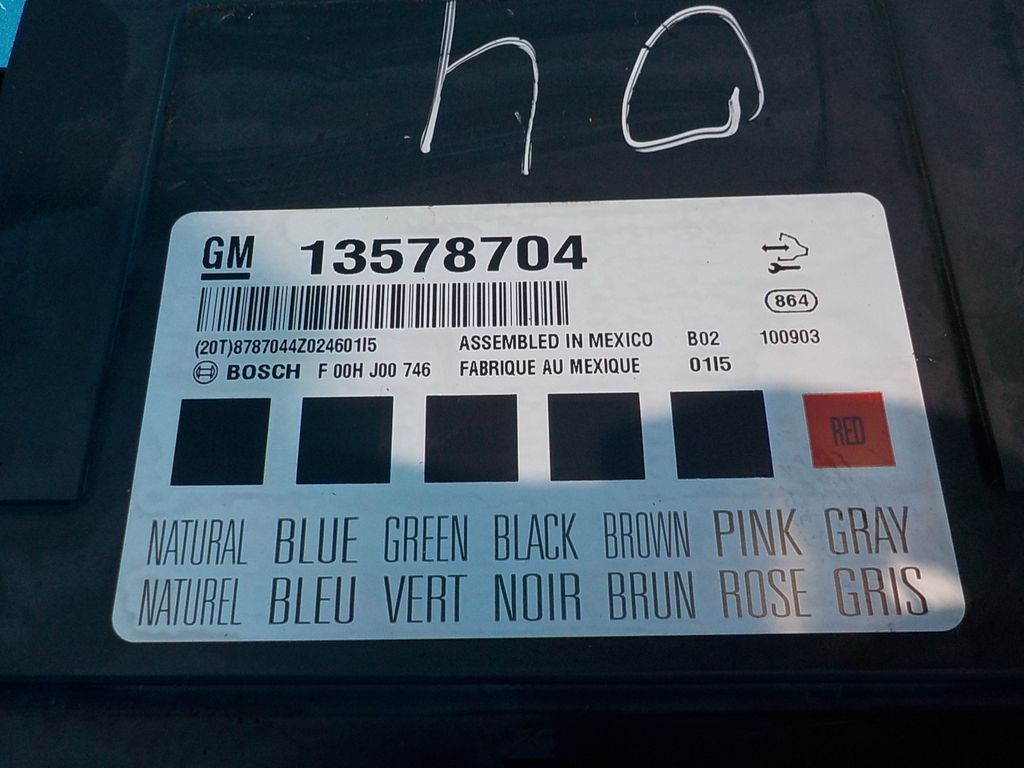 40
GM 13578704
864
(20T)8787044Z024601I5 ASSEMBLED IN MEXICO B02 100903
BOSCH F 00H J00 746 FABRIQUE AU MEXIQUE 01I5
RED
NATURAL BLUE GREEN BLACK BROWN PINK GRAY
NATUREL BLEU VERT NOIR BRUN ROSE GRIS